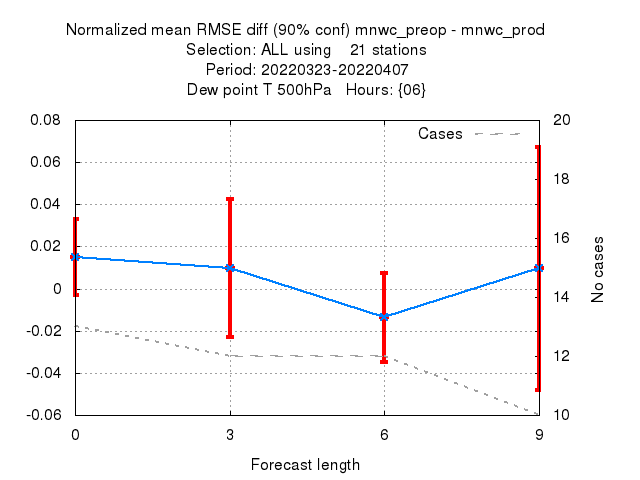 Normalized mean RMSE diff (90% conf) mnwc_preop - mnwc_prod
Selection: ALL using    21 stations
Period: 20220323-20220407
Dew point T 500hPa   Hours: {06}
Cases
0.08
0.06
0.04
0.02
0
-0.02
-0.04
-0.06
20
18
16
14
12
10
No cases
0 3 6 9
Forecast length